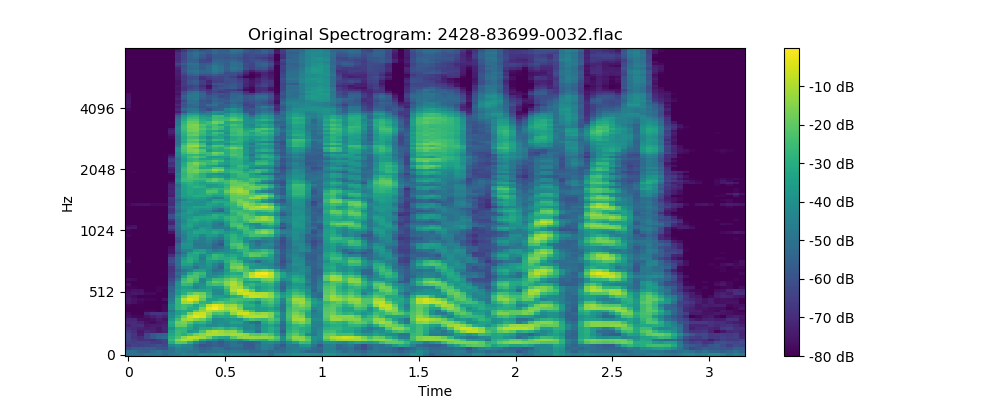 Original Spectrogram: 2428-83699-0032.flac
Hz
4096
2048
1024
512
0
0 0.5 1 1.5 2 2.5 3
Time
-10 dB
-20 dB
-30 dB
-40 dB
-50 dB
-60 dB
-70 dB
-80 dB